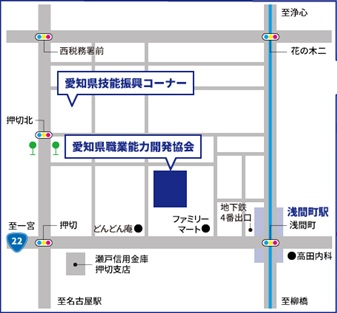 至浄心
西税務署前
花の木二
愛知県技能振興コーナー
押切北
愛知県職業能力開発協会
至一宮
押切
どんどん庵
ファミリー
マート
地下鉄
4番出口
浅間町駅
浅間町
22
瀬戸信用金庫
押切支店
高田内科
至名古屋駅
至柳橋